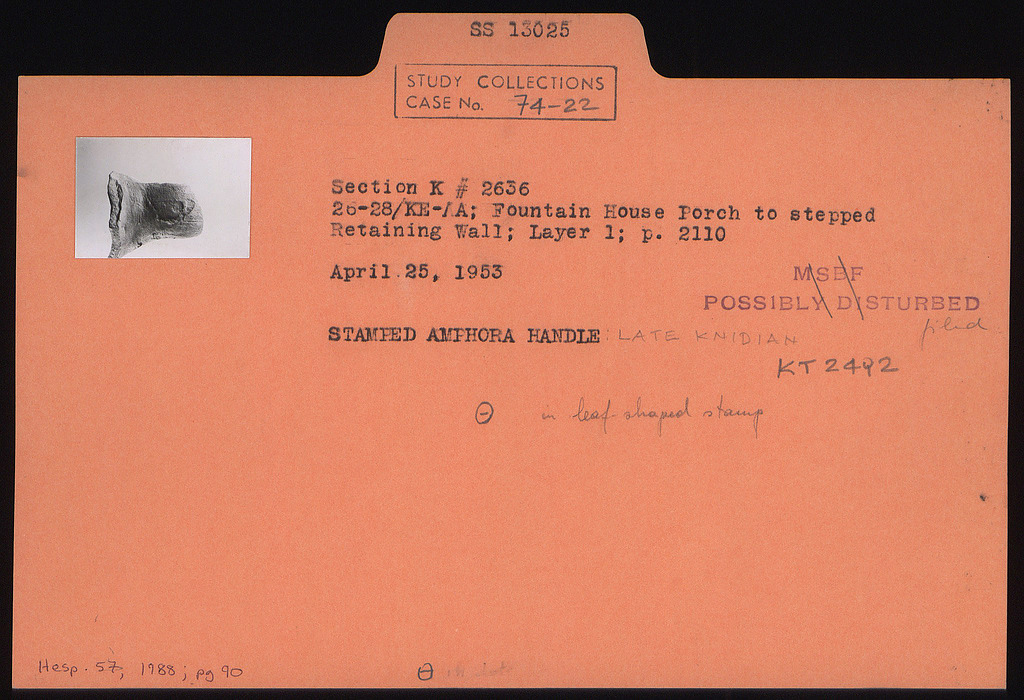 SS 13025
STUDY COLLECTIONS
CASE No. 74-22
Section K # 2636
26-28/KE-/A; Fountain House Porch to stepped
Retaining Wall; Layer 1; p. 2110
April 25, 1953
MSBF
POSSIBLY DISTURBED
filed
STAMPED AMPHORA HANDLE: LATE KNIDIAN
KT 2492
Θ in leaf-shaped stamp
Hesp. 57, 1988; pg 90
Θ in